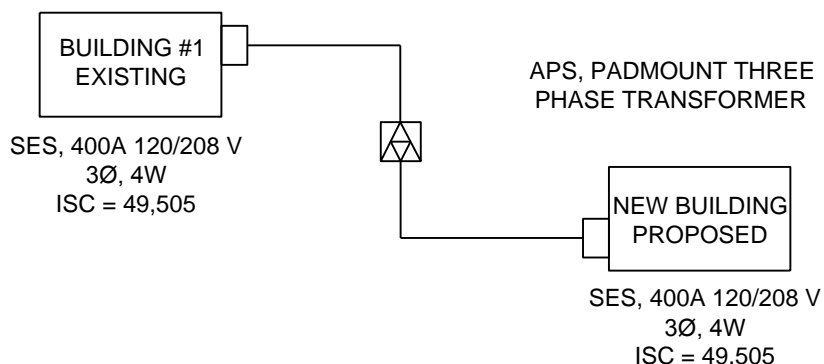 BUILDING #1
EXISTING
SES, 400A 120/208 V
3Ø, 4W
ISC = 49,505
APS, PADMOUNT THREE
PHASE TRANSFORMER
NEW BUILDING
PROPOSED
SES, 400A 120/208 V
3Ø, 4W
ISC = 49,505